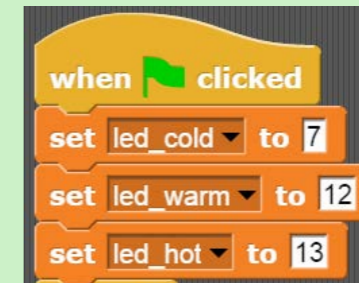 when clicked
set led_cold to 7
set led_warm to 12
set led_hot to 13